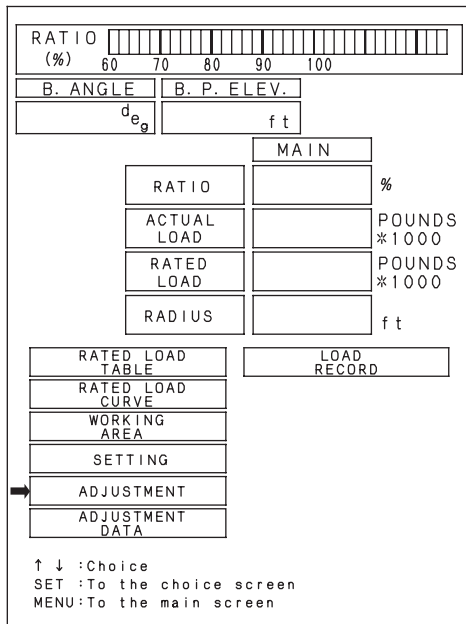 RATIO
(%) 60 70 80 90 100
B. ANGLE B. P. ELEV.
deg ft
MAIN
RATIO %
ACTUAL LOAD POUNDS *1000
RATED LOAD POUNDS *1000
RADIUS ft
RATED LOAD TABLE
LOAD RECORD
RATED LOAD CURVE
WORKING AREA
SETTING
➡ ADJUSTMENT
ADJUSTMENT DATA
↑ ↓ :Choice
SET :To the choice screen
MENU:To the main screen